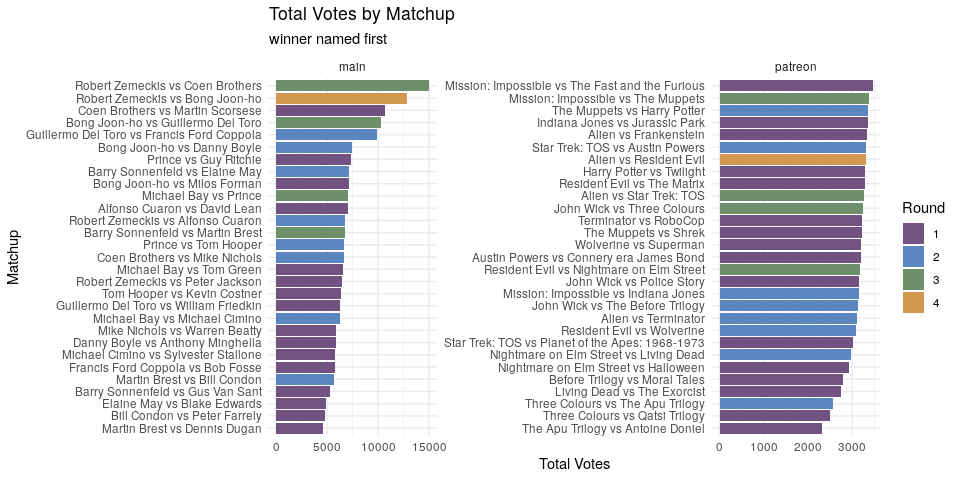 Total Votes by Matchup
winner named first
main
Robert Zemeckis vs Coen Brothers
Robert Zemeckis vs Bong Joon-ho
Coen Brothers vs Martin Scorsese
Bong Joon-ho vs Guillermo Del Toro
Guillermo Del Toro vs Francis Ford Coppola
Bong Joon-ho vs Danny Boyle
Prince vs Guy Ritchie
Barry Sonnenfeld vs Elaine May
Bong Joon-ho vs Milos Forman
Michael Bay vs Prince
Alfonso Cuaron vs David Lean
Robert Zemeckis vs Alfonso Cuaron
Barry Sonnenfeld vs Martin Brest
Prince vs Tom Hooper
Coen Brothers vs Mike Nichols
Michael Bay vs Tom Green
Robert Zemeckis vs Peter Jackson
Tom Hooper vs Kevin Costner
Guillermo Del Toro vs William Friedkin
Michael Bay vs Michael Cimino
Mike Nichols vs Warren Beatty
Danny Boyle vs Anthony Minghella
Michael Cimino vs Sylvester Stallone
Francis Ford Coppola vs Bob Fosse
Martin Brest vs Bill Condon
Barry Sonnenfeld vs Gus Van Sant
Elaine May vs Blake Edwards
Bill Condon vs Peter Farrely
Martin Brest vs Dennis Dugan
0 5000 10000 15000
patreon
Mission: Impossible vs The Fast and the Furious
Mission: Impossible vs The Muppets
The Muppets vs Harry Potter
Indiana Jones vs Jurassic Park
Alien vs Frankenstein
Star Trek: TOS vs Austin Powers
Alien vs Resident Evil
Harry Potter vs Twilight
Resident Evil vs The Matrix
Alien vs Star Trek: TOS
John Wick vs Three Colours
Terminator vs RoboCop
The Muppets vs Shrek
Wolverine vs Superman
Austin Powers vs Connery era James Bond
Resident Evil vs Nightmare on Elm Street
John Wick vs Police Story
Mission: Impossible vs Indiana Jones
John Wick vs The Before Trilogy
Alien vs Terminator
Resident Evil vs Wolverine
Star Trek: TOS vs Planet of the Apes: 1968-1973
Nightmare on Elm Street vs Living Dead
Nightmare on Elm Street vs Halloween
Before Trilogy vs Moral Tales
Living Dead vs The Exorcist
Three Colours vs The Apu Trilogy
Three Colours vs Qatsi Trilogy
The Apu Trilogy vs Antoine Doniel
0 1000 2000 3000
Total Votes
Matchup
Round
1
2
3
4